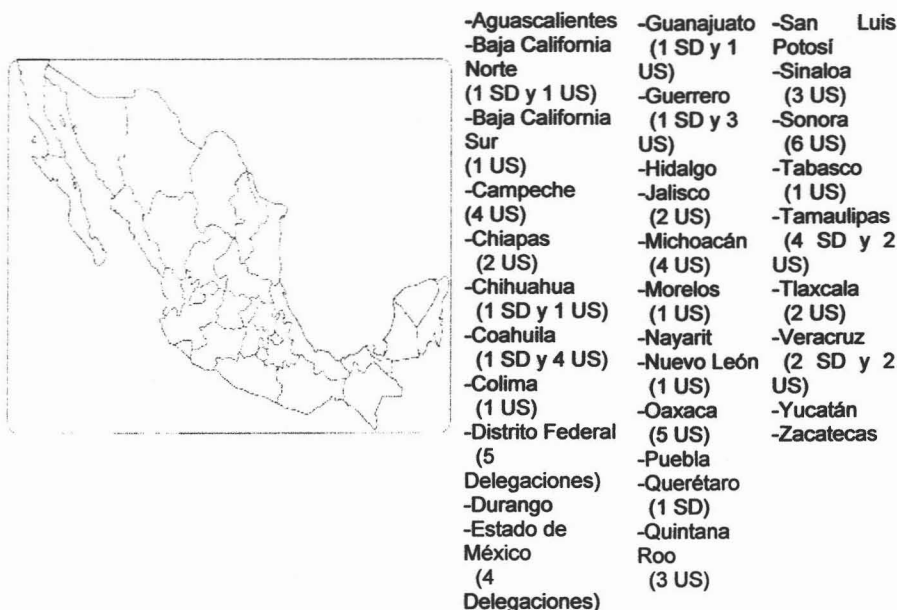 -Aguascalientes
-Baja California
Norte
(1 SD y 1 US)
-Baja California
Sur
(1 US)
-Campeche
(4 US)
-Chiapas
(2 US)
-Chihuahua
(1 SD y 1 US)
-Coahuila
(1 SD y 4 US)
-Colima
(1 US)
-Distrito Federal
(5
Delegaciones)
-Durango
-Estado de
México
(4
Delegaciones)
-Guanajuato
(1 SD y 1
US)
-Guerrero
(1 SD y 3
US)
-Hidalgo
-Jalisco
(2 US)
-Michoacán
(4 US)
-Morelos
(1 US)
-Nayarit
-Nuevo León
(1 US)
-Oaxaca
(5 US)
-Puebla
-Querétaro
(1 SD)
-Quintana
Roo
(3 US)
-San Luis
Potosí
-Sinaloa
(3 US)
-Sonora
(6 US)
-Tabasco
(1 US)
-Tamaulipas
(4 SD y 2
US)
-Tlaxcala
(2 US)
-Veracruz
(2 SD y 2
US)
-Yucatán
-Zacatecas